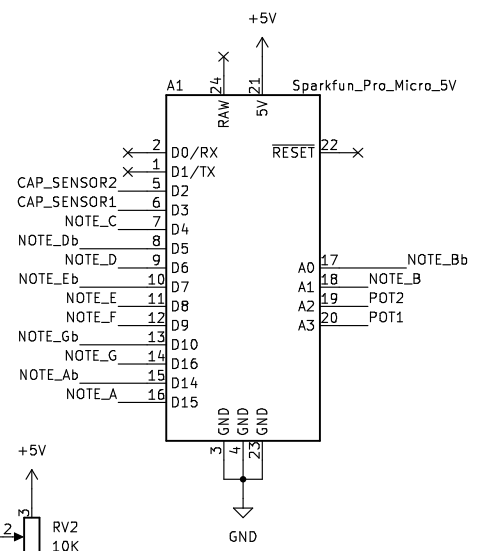 +5V
A1
24
21
Sparkfun_Pro_Micro_5V
RAW
5V
2
D0/RX
RESET
22
1
D1/TX
CAP_SENSOR2
5
D2
CAP_SENSOR1
6
D3
NOTE_C
7
D4
NOTE_Db
8
D5
NOTE_D
9
D6
A0
17
NOTE_Bb
NOTE_Eb
10
D7
A1
18
NOTE_B
NOTE_E
11
D8
A2
19
POT2
NOTE_F
12
D9
A3
20
POT1
NOTE_Gb
13
D10
NOTE_G
14
D16
NOTE_Ab
15
D14
NOTE_A
16
D15
GND
GND
GND
3
4
23
+5V
GND
3
2
RV2
10K